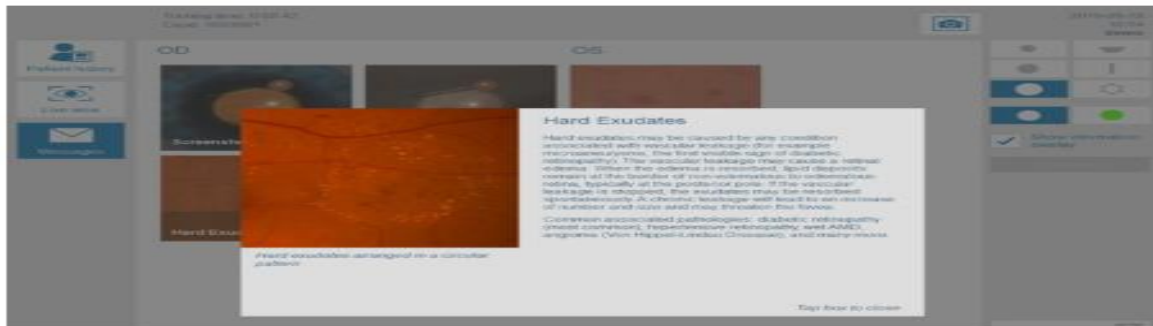 OD
OS
Patient history
Live view
Messages
Screensho
Hard Exu
Show information
overlay
Hard Exudates
Hard exudates may be caused by any condition
associated with vascular leakage (for example
microaneurysms, the first visible sign of diabetic
retinopathy). The vascular leakage may cause a retinal
edema. When the edema is resorbed, lipid deposits
remain at the border of non-edematous to edematous
retina, typically at the posterior pole. If the vascular
leakage is stopped, the exudates may be resorbed
spontaneously. A chronic leakage will lead to an increase
of number and size and may threaten the fovea.
Common associated pathologies: diabetic retinopathy
(most common), hypertensive retinopathy, wet AMD,
angioma (Von Hippel-Lindau Disease), and many more.
Hard exudates arranged in a circular
pattern
Tap box to close